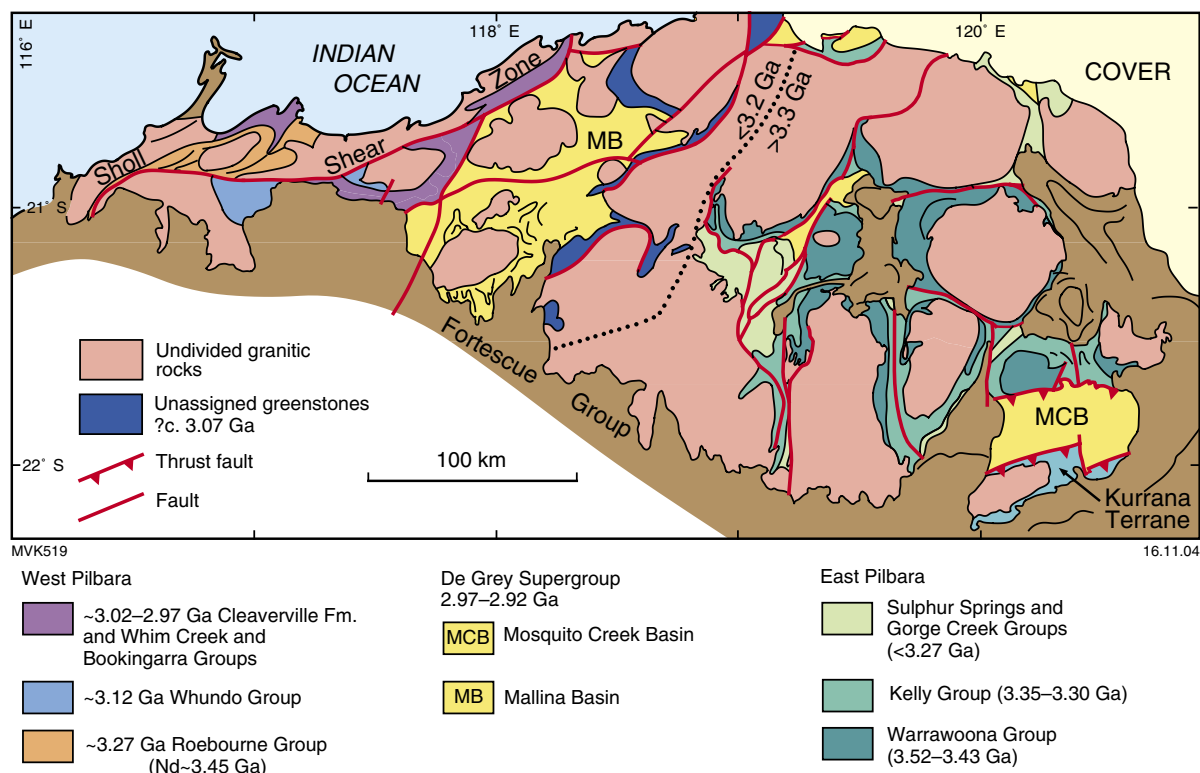 116° E
118° E
120° E
INDIAN
OCEAN
COVER
Sholl
Shear
Zone
<3.2 Ga
>3.3 Ga
MB
21° S
Fortescue
Group
MCB
Kurrana
Terrane
Undivided granitic
rocks
Unassigned greenstones
?c. 3.07 Ga
Thrust fault
Fault
22° S
100 km
MVK519
16.11.04
West Pilbara
~3.02–2.97 Ga Cleaverville Fm.
and Whim Creek and
Bookingarra Groups
~3.12 Ga Whundo Group
~3.27 Ga Roebourne Group
(Nd~3.45 Ga)
De Grey Supergroup
2.97–2.92 Ga
MCB Mosquito Creek Basin
MB Mallina Basin
East Pilbara
Sulphur Springs and
Gorge Creek Groups
(<3.27 Ga)
Kelly Group (3.35–3.30 Ga)
Warrawoona Group
(3.52–3.43 Ga)